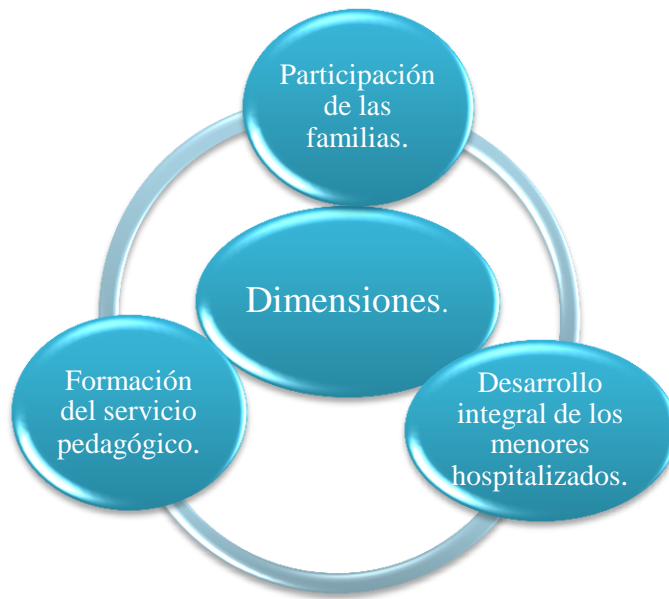 Participación
de las
familias.
Dimensiones.
Formación
del servicio
pedagógico.
Desarrollo
integral de los
menores
hospitalizados.